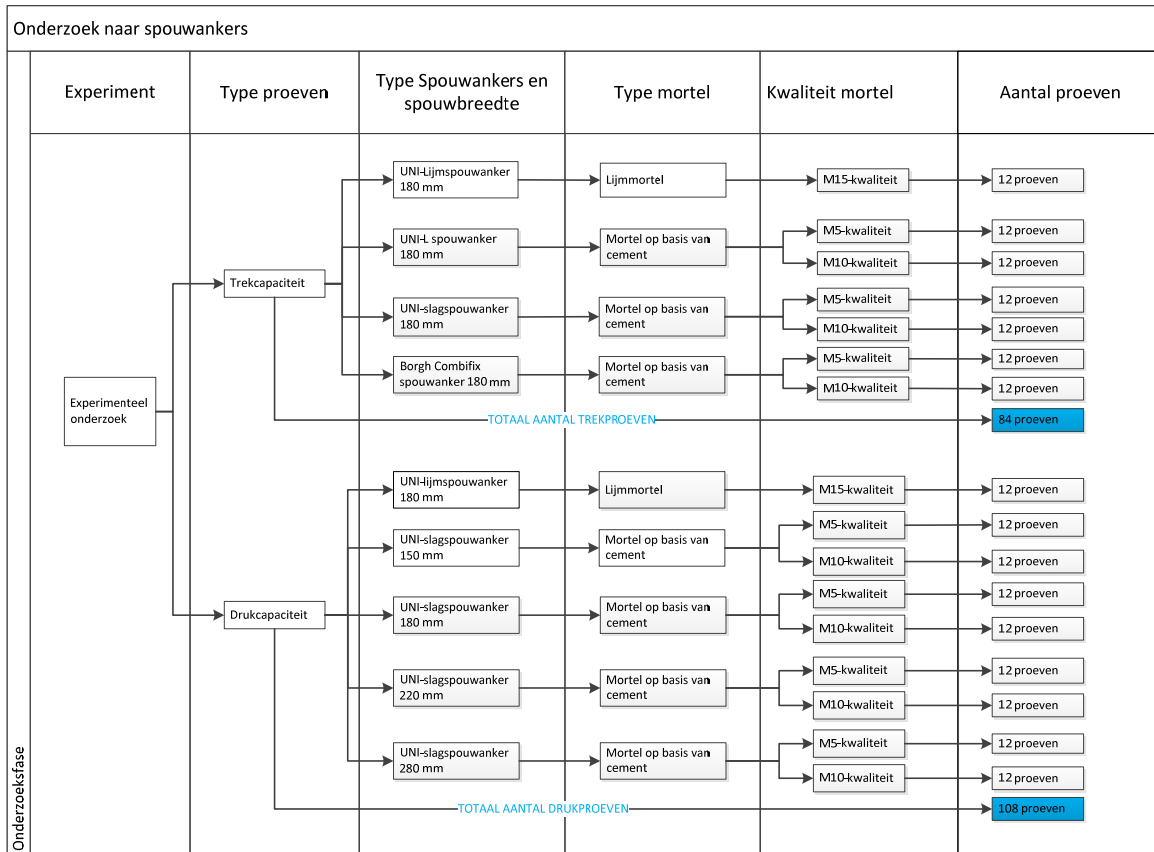 Onderzoek naar spouwankers
Experiment
Type proeven
Type Spouwankers en
spouwbreedte
Type mortel
Kwaliteit mortel
Aantal proeven
Onderzoeksfase
Experimenteel
onderzoek
Trekcapaciteit
UNI-Lijmspouwanker
180 mm
Lijmmortel
M15-kwaliteit
12 proeven
UNI-L spouwanker
180 mm
Mortel op basis van
cement
M5-kwaliteit
12 proeven
M10-kwaliteit
12 proeven
UNI-slagspouwanker
180 mm
Mortel op basis van
cement
M5-kwaliteit
12 proeven
M10-kwaliteit
12 proeven
Borgh Combifix
spouwanker 180 mm
Mortel op basis van
cement
M5-kwaliteit
12 proeven
M10-kwaliteit
12 proeven
TOTAAL AANTAL TREKPROEVEN
84 proeven
Drukcapaciteit
UNI-lijmspouwanker
180 mm
Lijmmortel
M15-kwaliteit
12 proeven
UNI-slagspouwanker
150 mm
Mortel op basis van
cement
M5-kwaliteit
12 proeven
M10-kwaliteit
12 proeven
UNI-slagspouwanker
180 mm
Mortel op basis van
cement
M5-kwaliteit
12 proeven
M10-kwaliteit
12 proeven
UNI-slagspouwanker
220 mm
Mortel op basis van
cement
M5-kwaliteit
12 proeven
M10-kwaliteit
12 proeven
UNI-slagspouwanker
280 mm
Mortel op basis van
cement
M5-kwaliteit
12 proeven
M10-kwaliteit
12 proeven
TOTAAL AANTAL DRUKPROEVEN
108 proeven